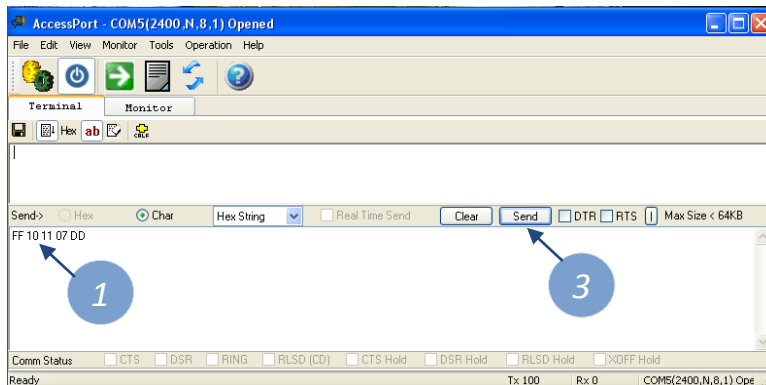 AccessPort - COM5(2400,N,8,1) Opened
File Edit View Monitor Tools Operation Help
Terminal Monitor
Hex ab CRLF
Send-> Hex Char Hex String Real Time Send Clear Send DTR RTS Max Size < 64KB
FF 10 11 07 DD
1
3
Comm Status CTS DSR RING RLSD (CD) CTS Hold DSR Hold RLSD Hold XOFF Hold
Ready Tx 100 Rx 0 COM5(2400,N,8,1) Ope